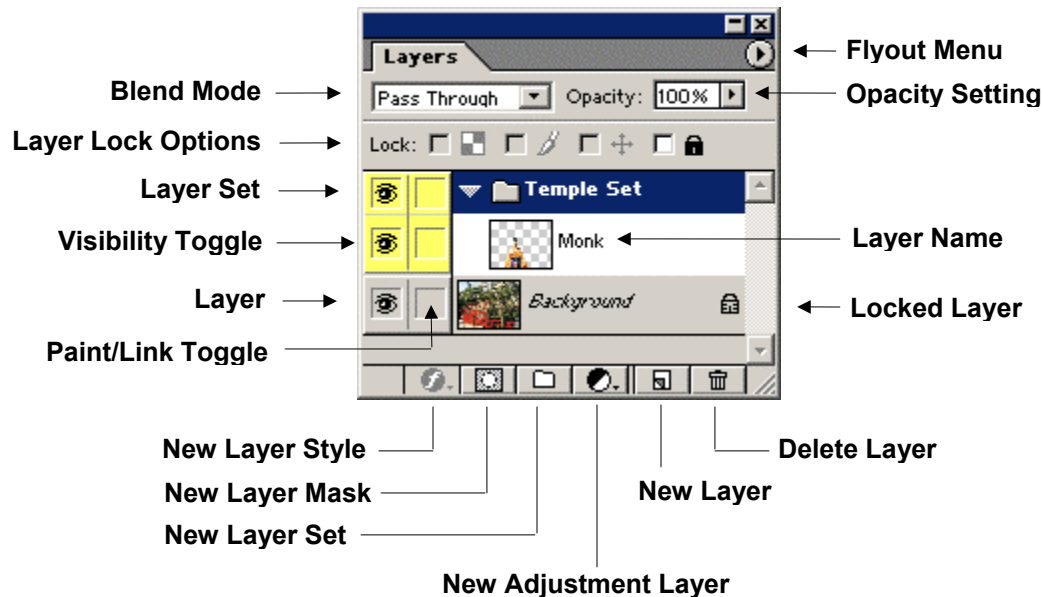 Layers
Flyout Menu
Blend Mode
Pass Through
Opacity: 100%
Opacity Setting
Layer Lock Options
Lock:
Layer Set
Temple Set
Visibility Toggle
Monk
Layer Name
Layer
Background
Locked Layer
Paint/Link Toggle
New Layer Style
Delete Layer
New Layer Mask
New Layer
New Layer Set
New Adjustment Layer